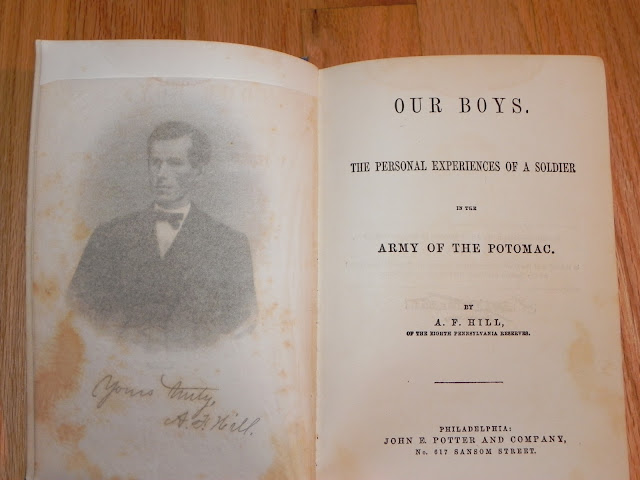 Yours truly,
A. F. Hill.
OUR BOYS.
THE PERSONAL EXPERIENCES OF A SOLDIER
IN THE
ARMY OF THE POTOMAC.
BY
A. F. HILL,
OF THE EIGHTH PENNSYLVANIA RESERVES.
PHILADELPHIA:
JOHN E. POTTER AND COMPANY,
No. 617 SANSOM STREET.